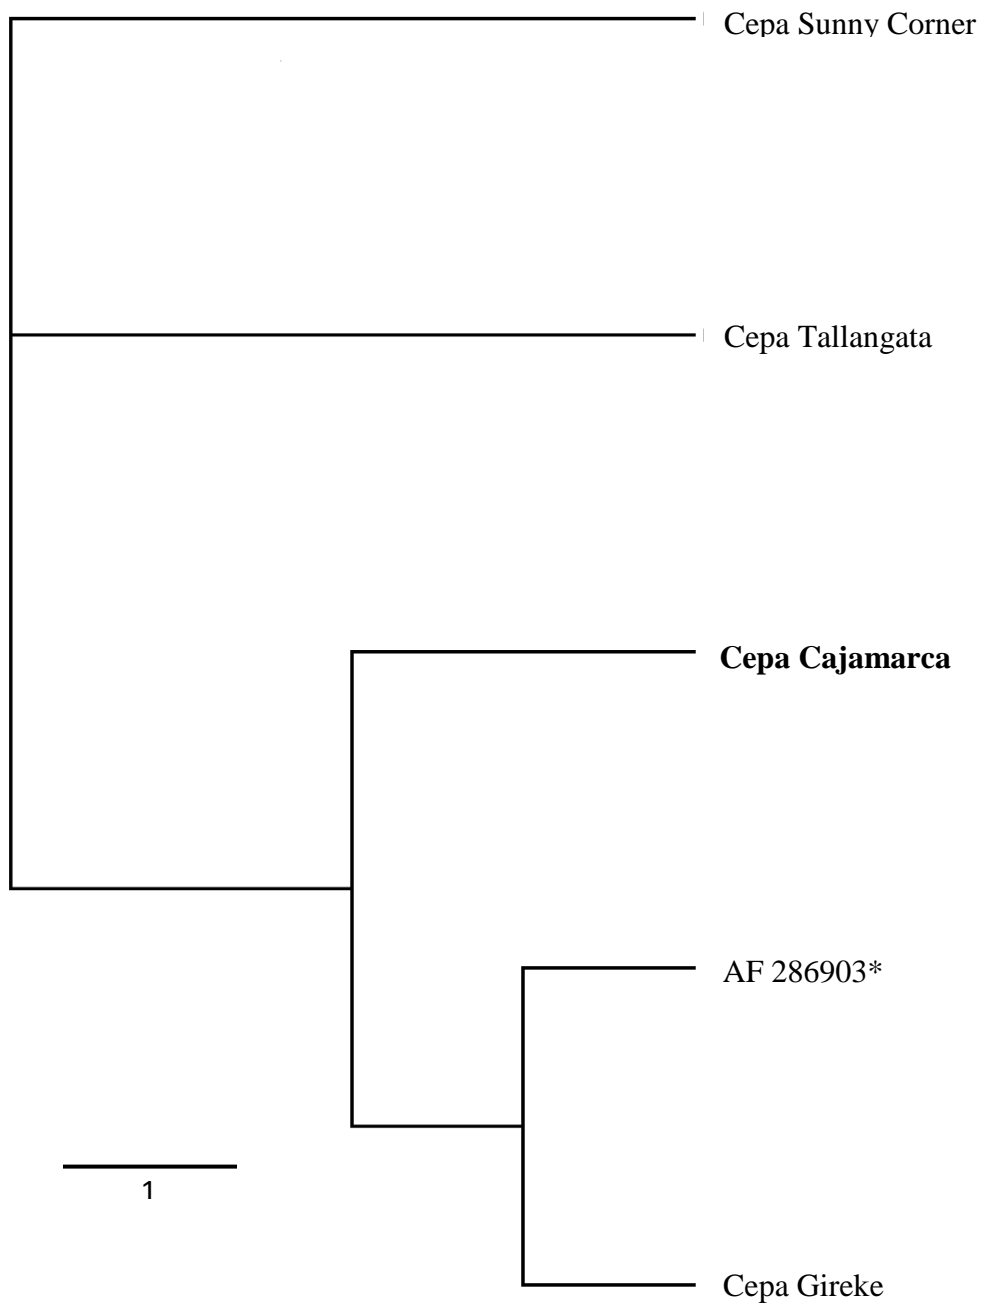 Cepa Sunny Corner
Cepa Tallangata
Cepa Cajamarca
AF 286903*
1
Cepa Gireke